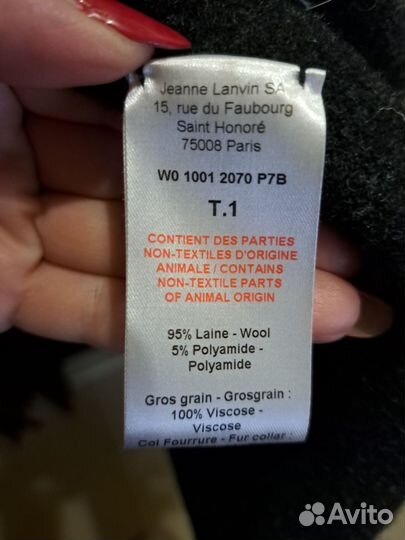 Jeanne Lanvin SA
15, rue du Faubourg
Saint Honoré
75008 Paris
W0 1001 2070 P7B
T.1
CONTIENT DES PARTIES
NON-TEXTILES D'ORIGINE
ANIMALE / CONTAINS
NON-TEXTILE PARTS
OF ANIMAL ORIGIN
95% Laine - Wool
5% Polyamide -
Polyamide
Gros grain - Grosgrain :
100% Viscose -
Viscose
Col Fourrure - Fur collar :
Avito